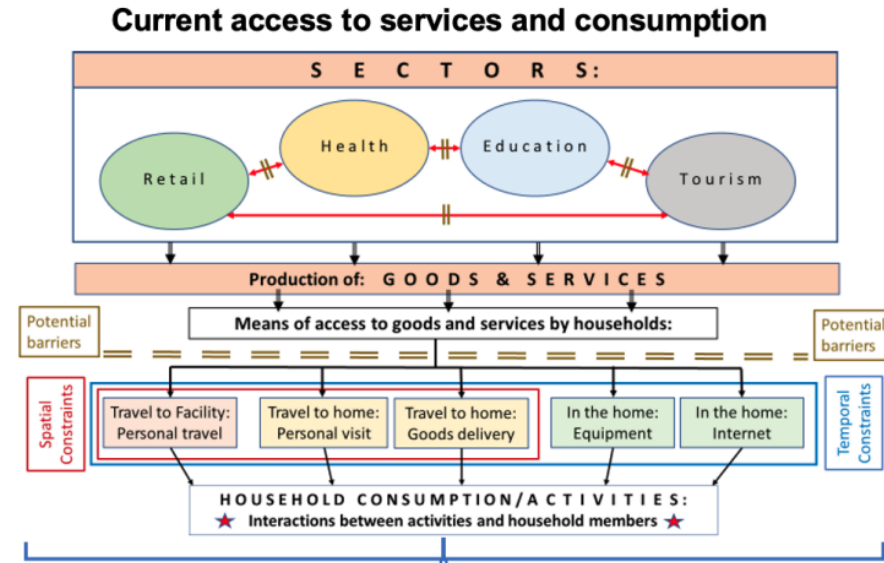 Current access to services and consumption
S E C T O R S :
Health
Education
Retail
Tourism
Production of: G O O D S & S E R V I C E S
Means of access to goods and services by households:
Potential
barriers
Potential
barriers
Spatial
Constraints
Travel to Facility:
Personal travel
Travel to home:
Personal visit
Travel to home:
Goods delivery
In the home:
Equipment
In the home:
Internet
Temporal
Constraints
HOUSEHOLD CONSUMPTION/ACTIVITIES:
Interactions between activities and household members